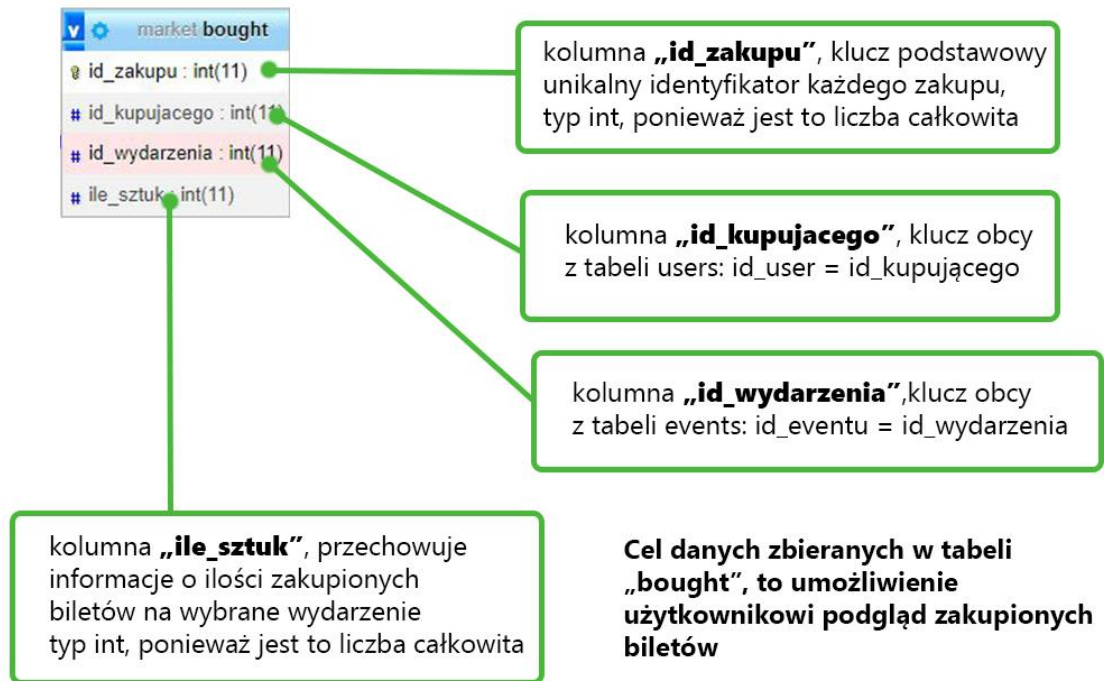 v market bought
id_zakupu : int(11)
# id_kupujacego : int(11)
# id_wydarzenia : int(11)
# ile_sztuk : int(11)
kolumna „id_zakupu”, klucz podstawowy
unikalny identyfikator każdego zakupu,
typ int, ponieważ jest to liczba całkowita
kolumna „id_kupujacego”, klucz obcy
z tabeli users: id_user = id_kupującego
kolumna „id_wydarzenia”,klucz obcy
z tabeli events: id_eventu = id_wydarzenia
kolumna „ile_sztuk”, przechowuje
informacje o ilości zakupionych
biletów na wybrane wydarzenie
typ int, ponieważ jest to liczba całkowita
Cel danych zbieranych w tabeli
„bought”, to umożliwienie
użytkownikowi podgląd zakupionych
biletów